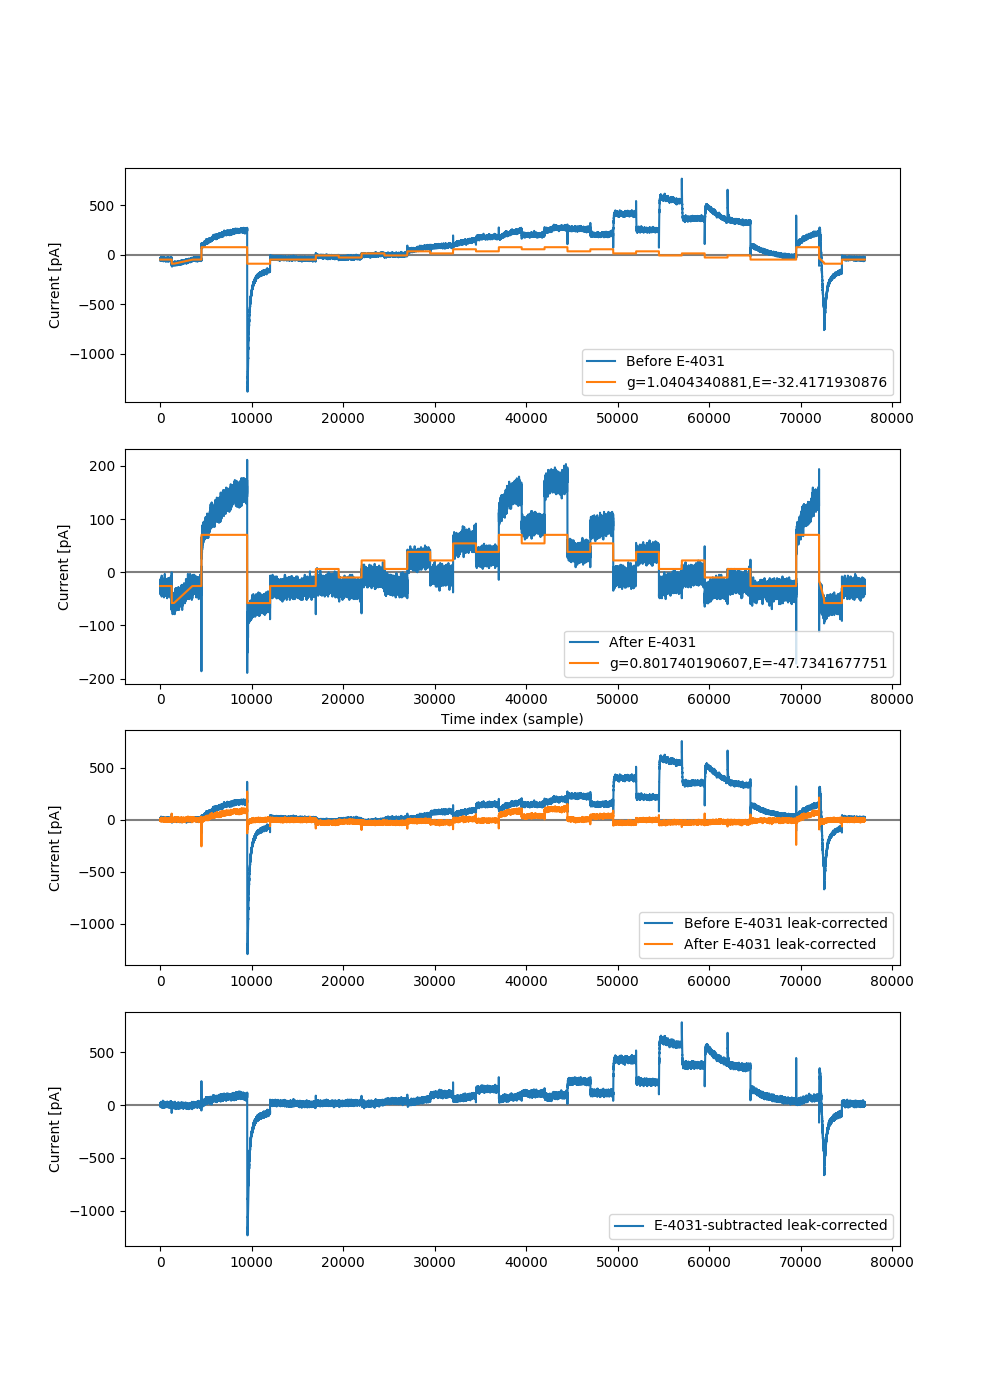 500
0
−500
−1000
Current [pA]
Before E-4031
g=1.0404340881,E=-32.4171930876
0 10000 20000 30000 40000 50000 60000 70000 80000
200
100
0
−100
−200
Current [pA]
After E-4031
g=0.801740190607,E=-47.7341677751
0 10000 20000 30000 40000 50000 60000 70000 80000
Time index (sample)
500
0
−500
−1000
Current [pA]
Before E-4031 leak-corrected
After E-4031 leak-corrected
0 10000 20000 30000 40000 50000 60000 70000 80000
500
0
−500
−1000
Current [pA]
E-4031-subtracted leak-corrected
0 10000 20000 30000 40000 50000 60000 70000 80000